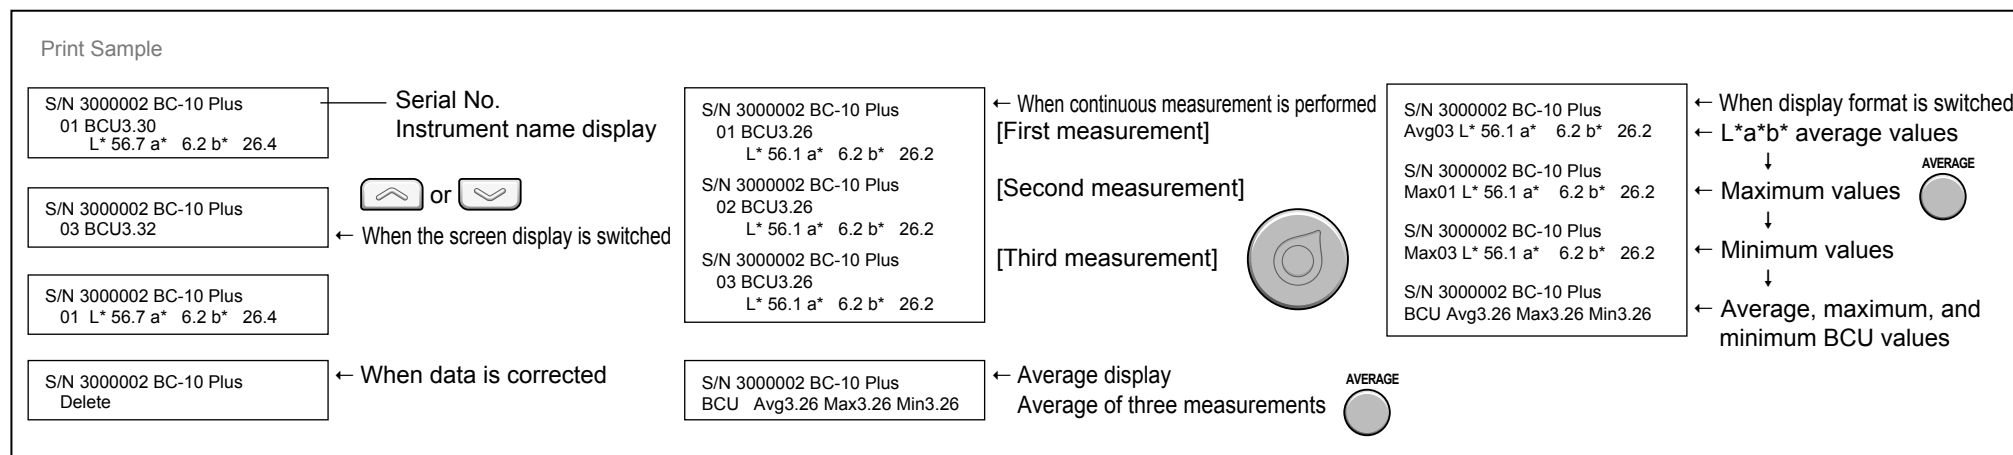 Print Sample
S/N 3000002 BC-10 Plus
01 BCU3.30
L* 56.7 a* 6.2 b* 26.4
Serial No.
Instrument name display
S/N 3000002 BC-10 Plus
03 BCU3.32
or
← When the screen display is switched
S/N 3000002 BC-10 Plus
01 L* 56.7 a* 6.2 b* 26.4
S/N 3000002 BC-10 Plus
Delete
← When data is corrected
S/N 3000002 BC-10 Plus
01 BCU3.26
L* 56.1 a* 6.2 b* 26.2
S/N 3000002 BC-10 Plus
02 BCU3.26
L* 56.1 a* 6.2 b* 26.2
S/N 3000002 BC-10 Plus
03 BCU3.26
L* 56.1 a* 6.2 b* 26.2
← When continuous measurement is performed
[First measurement]
[Second measurement]
[Third measurement]
S/N 3000002 BC-10 Plus
BCU Avg3.26 Max3.26 Min3.26
← Average display
Average of three measurements
AVERAGE
S/N 3000002 BC-10 Plus
Avg03 L* 56.1 a* 6.2 b* 26.2
S/N 3000002 BC-10 Plus
Max01 L* 56.1 a* 6.2 b* 26.2
S/N 3000002 BC-10 Plus
Max03 L* 56.1 a* 6.2 b* 26.2
S/N 3000002 BC-10 Plus
BCU Avg3.26 Max3.26 Min3.26
← When display format is switched
← L*a*b* average values
↓
← Maximum values
↓
← Minimum values
↓
← Average, maximum, and
minimum BCU values
AVERAGE